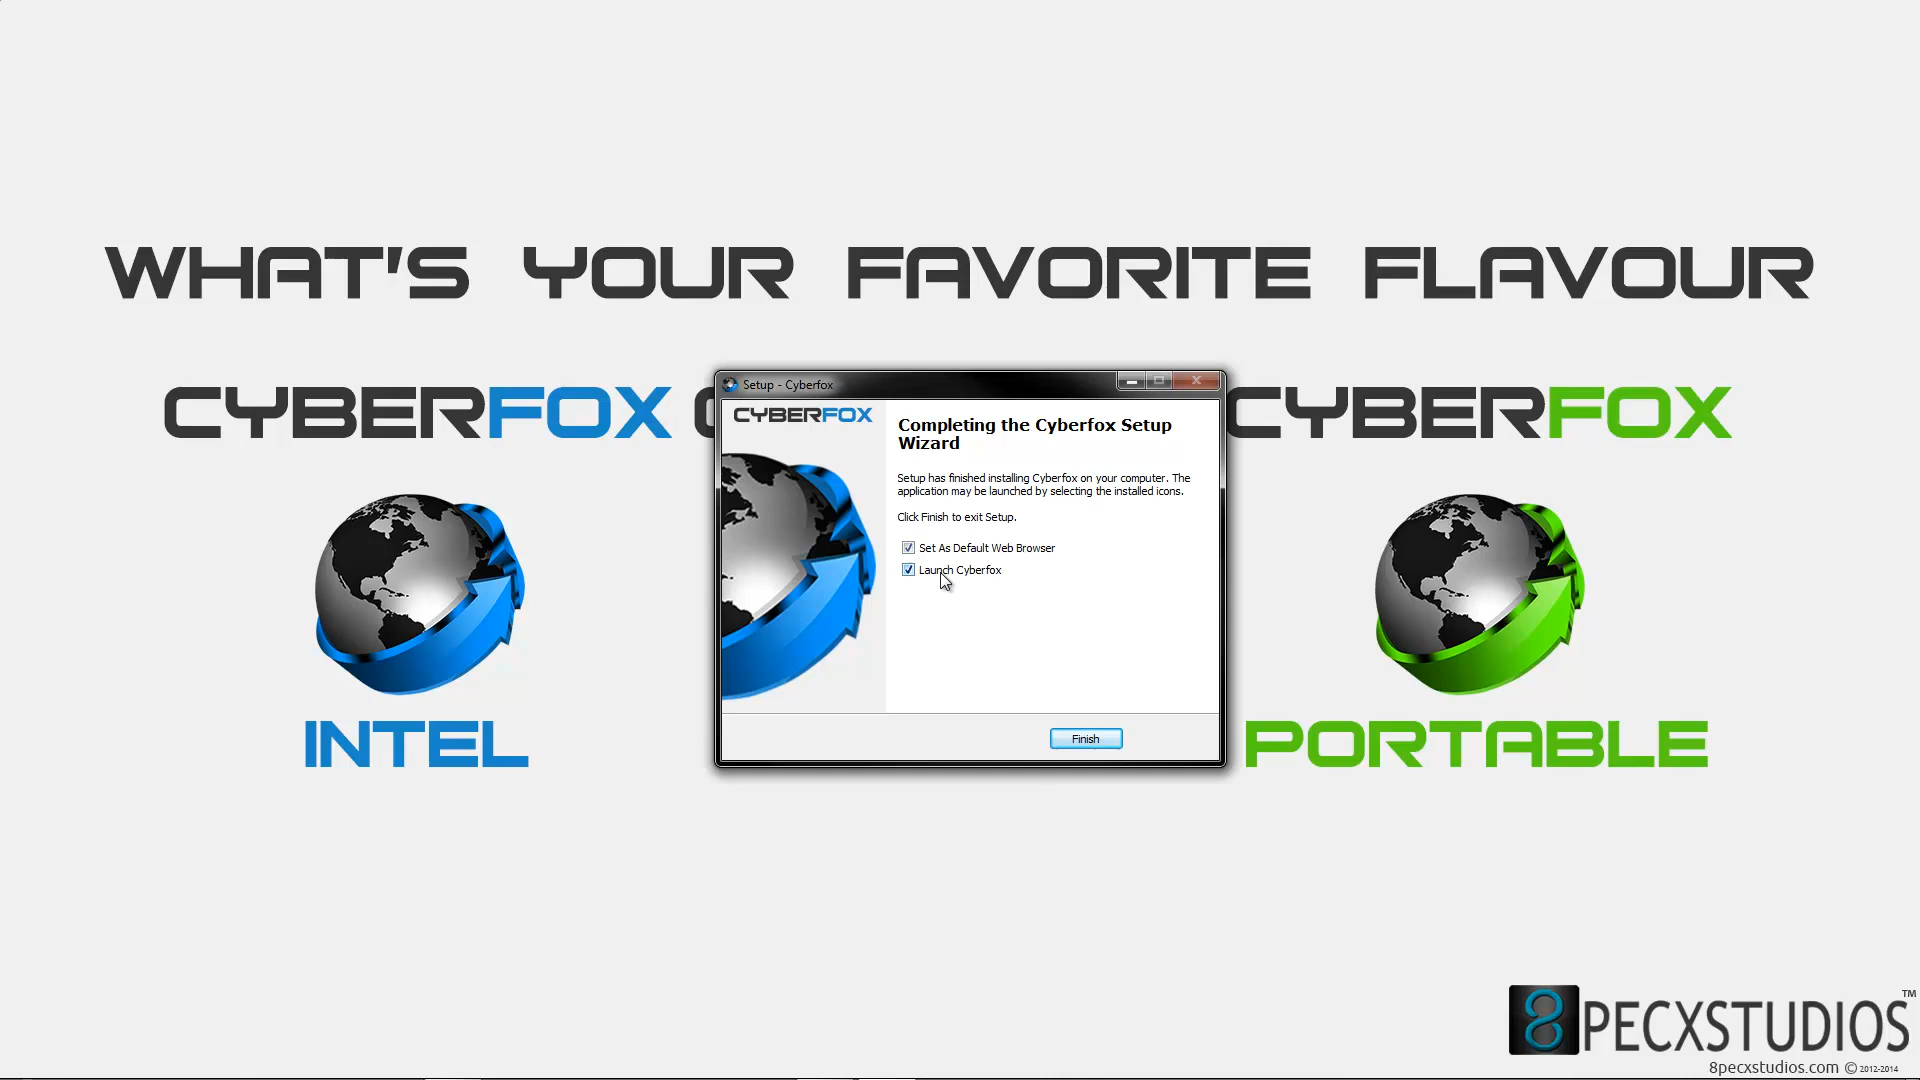 WHAT'S YOUR FAVORITE FLAVOUR
CYBERFOX
CYBERFOX
INTEL
PORTABLE
Setup - Cyberfox
CYBERFOX
Completing the Cyberfox Setup
Wizard
Setup has finished installing Cyberfox on your computer. The
application may be launched by selecting the installed icons.
Click Finish to exit Setup.
Set As Default Web Browser
Launch Cyberfox
Finish
8PECXSTUDIOS™
8pecxstudios.com © 2012-2014